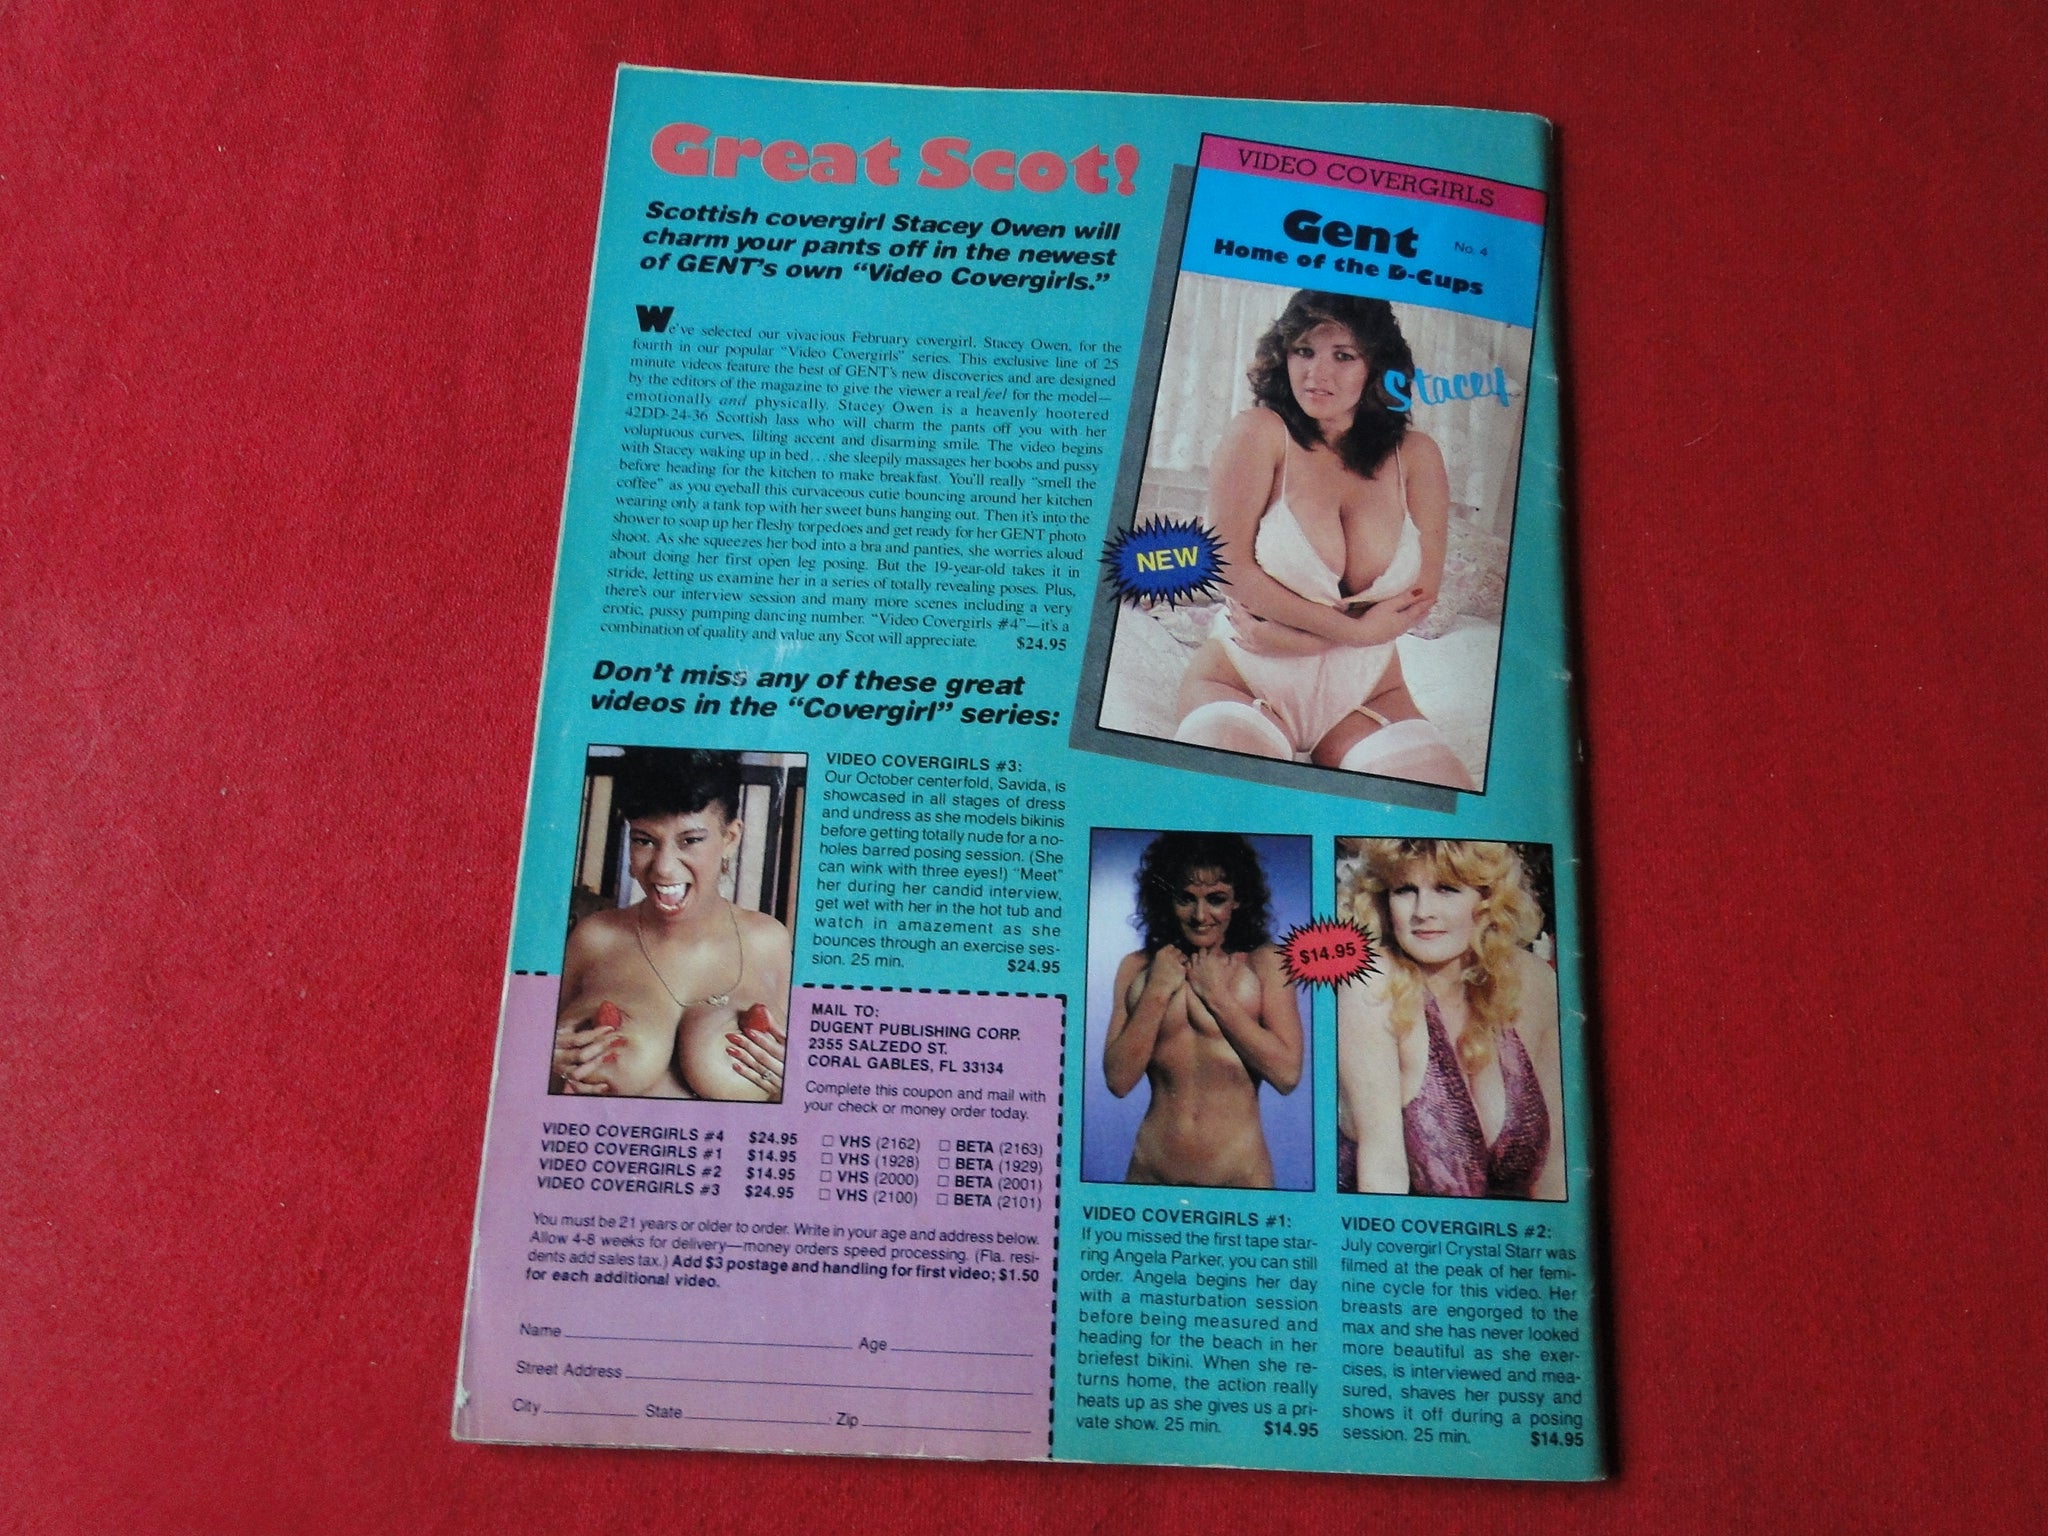 Great Scot!
Scottish covergirl Stacey Owen will
charm your pants off in the newest
of GENT's own “Video Covergirls.”
We've selected our vivacious February covergirl, Stacey Owen, for the
fourth in our popular “Video Covergirls” series. This exclusive line of 25
minute videos feature the best of GENT's new discoveries and are designed
by the editors of the magazine to give the viewer a real feel for the model—
emotionally and physically. Stacey Owen is a heavenly hootered
42DD-24-36 Scottish lass who will charm the pants off you with her
voluptuous curves, lilting accent and disarming smile. The video begins
with Stacey waking up in bed...she sleepily massages her boobs and pussy
before heading for the kitchen to make breakfast. You'll really “smell the
coffee” as you eyeball this curvaceous cutie bouncing around her kitchen
wearing only a tank top with her sweet buns hanging out. Then it's into the
shower to soap up her fleshy torpedoes and get ready for her GENT photo
shoot. As she squeezes her bod into a bra and panties, she worries aloud
about doing her first open leg posing. But the 19-year-old takes it in
stride, letting us examine her in a series of totally revealing poses. Plus,
there's our interview session and many more scenes including a very
erotic, pussy pumping dancing number. “Video Covergirls #4”—it's a
combination of quality and value any Scot will appreciate. $24.95
VIDEO COVERGIRLS
Gent No. 4
Home of the D-Cups
Stacey
NEW
Don't miss any of these great
videos in the “Covergirl” series:
VIDEO COVERGIRLS #3:
Our October centerfold, Savida, is
showcased in all stages of dress
and undress as she models bikinis
before getting totally nude for a no-
holes barred posing session. (She
can wink with three eyes!) “Meet”
her during her candid interview,
get wet with her in the hot tub and
watch in amazement as she
bounces through an exercise ses-
sion. 25 min. $24.95
MAIL TO:
DUGENT PUBLISHING CORP.
2355 SALZEDO ST.
CORAL GABLES, FL 33134
Complete this coupon and mail with
your check or money order today.
VIDEO COVERGIRLS #4 $24.95 □ VHS (2162) □ BETA (2163)
VIDEO COVERGIRLS #1 $14.95 □ VHS (1928) □ BETA (1929)
VIDEO COVERGIRLS #2 $14.95 □ VHS (2000) □ BETA (2001)
VIDEO COVERGIRLS #3 $24.95 □ VHS (2100) □ BETA (2101)
You must be 21 years or older to order. Write in your age and address below.
Allow 4-8 weeks for delivery—money orders speed processing. (Fla. resi-
dents add sales tax.) Add $3 postage and handling for first video; $1.50
for each additional video.
Name Age
Street Address
City State Zip
$14.95
VIDEO COVERGIRLS #1:
If you missed the first tape star-
ring Angela Parker, you can still
order. Angela begins her day
with a masturbation session
before being measured and
heading for the beach in her
briefest bikini. When she re-
turns home, the action really
heats up as she gives us a pri-
vate show. 25 min. $14.95
VIDEO COVERGIRLS #2:
July covergirl Crystal Starr was
filmed at the peak of her femi-
nine cycle for this video. Her
breasts are engorged to the
max and she has never looked
more beautiful as she exer-
cises, is interviewed and mea-
sured, shaves her pussy and
shows it off during a posing
session. 25 min. $14.95